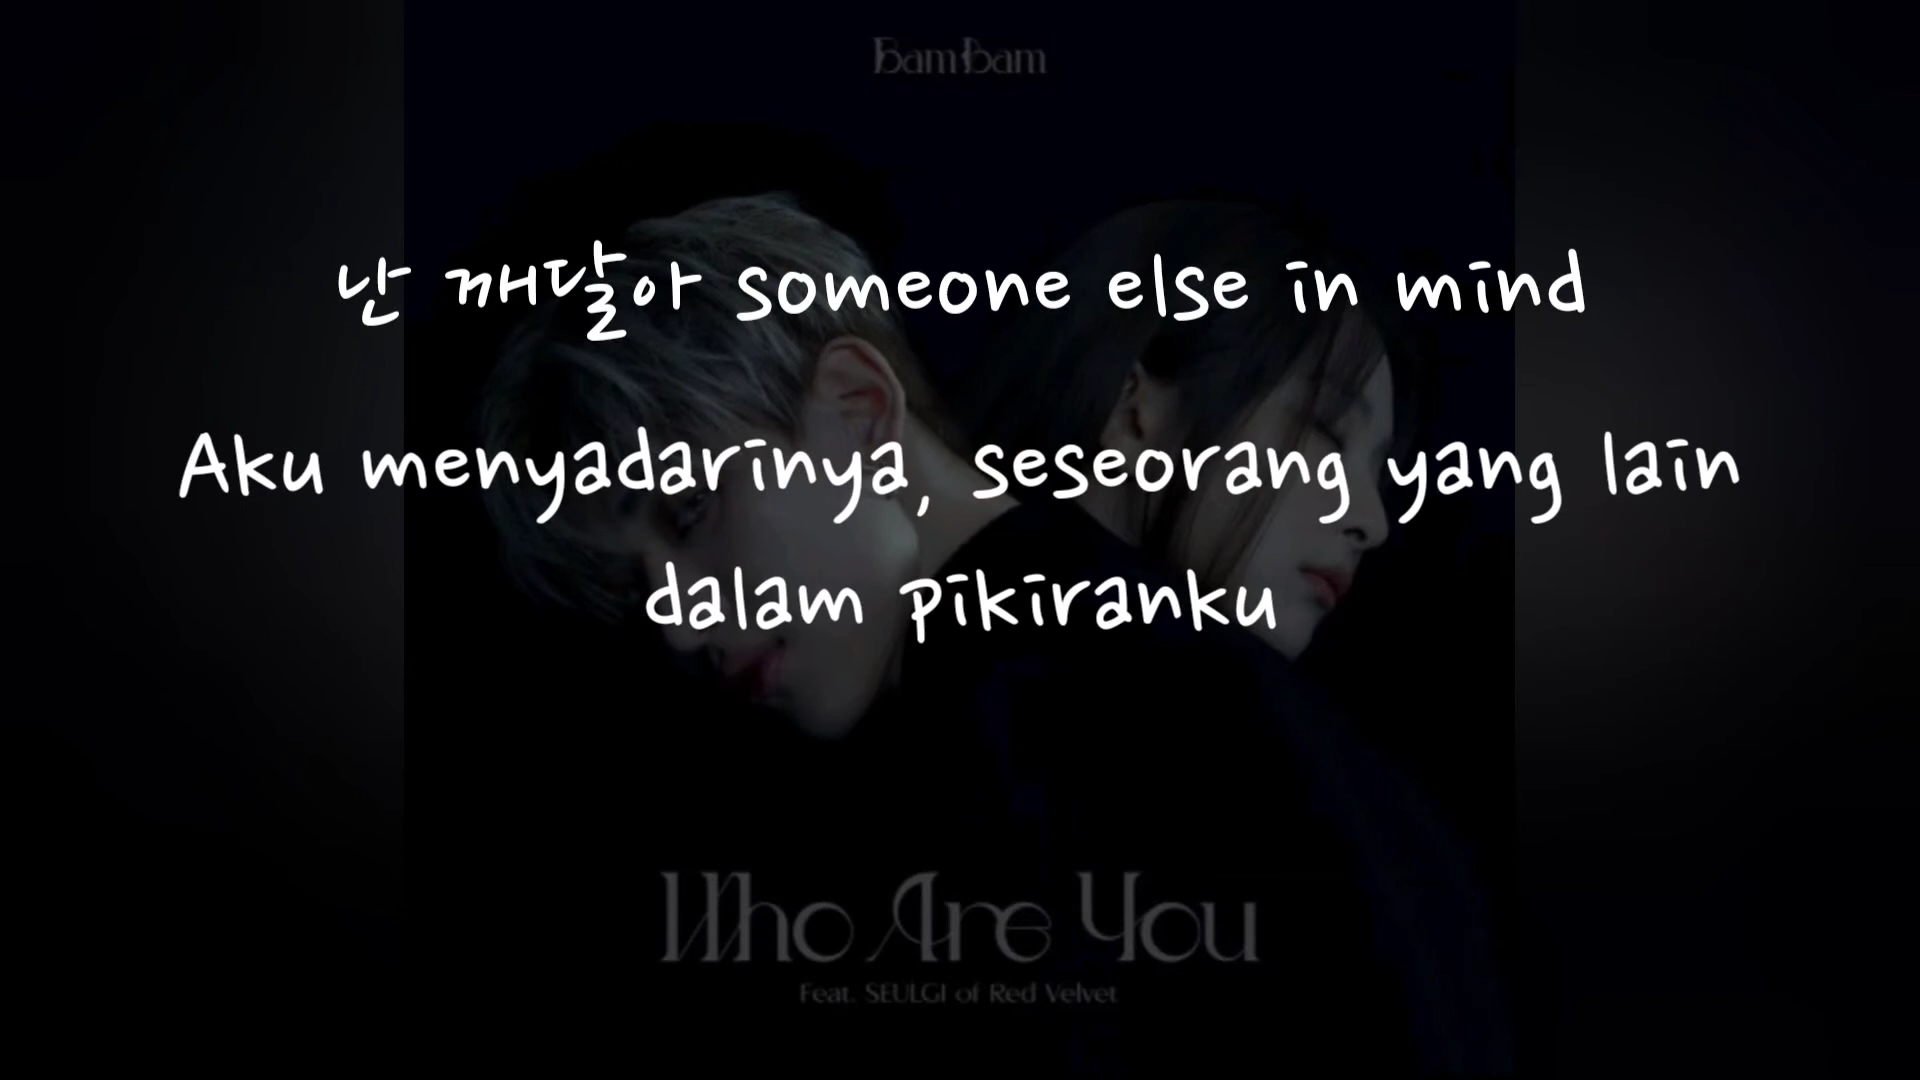 BamBam
난 깨달아 someone else in mind
Aku menyadarinya, seseorang yang lain
dalam pikiranku
Who Are You
Feat. SEULGI of Red Velvet